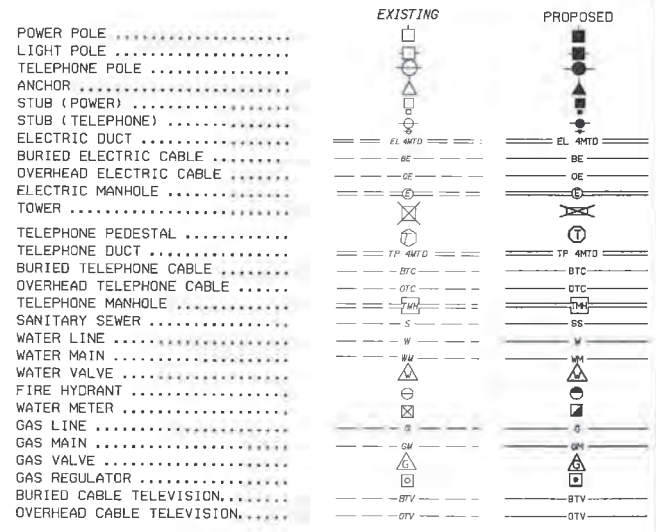 EXISTING PROPOSED
POWER POLE
LIGHT POLE
TELEPHONE POLE
ANCHOR
STUB (POWER)
STUB (TELEPHONE)
ELECTRIC DUCT EL 4MTD EL 4MTD
BURIED ELECTRIC CABLE BE BE
OVERHEAD ELECTRIC CABLE OE OE
ELECTRIC MANHOLE E E
TOWER
TELEPHONE PEDESTAL T T
TELEPHONE DUCT TP 4MTD TP 4MTD
BURIED TELEPHONE CABLE BTC BTC
OVERHEAD TELEPHONE CABLE OTC OTC
TELEPHONE MANHOLE TMH TMH
SANITARY SEWER S SS
WATER LINE W W
WATER MAIN WM WM
WATER VALVE W W
FIRE HYDRANT
WATER METER
GAS LINE G G
GAS MAIN GM GM
GAS VALVE G G
GAS REGULATOR
BURIED CABLE TELEVISION BTV BTV
OVERHEAD CABLE TELEVISION OTV OTV